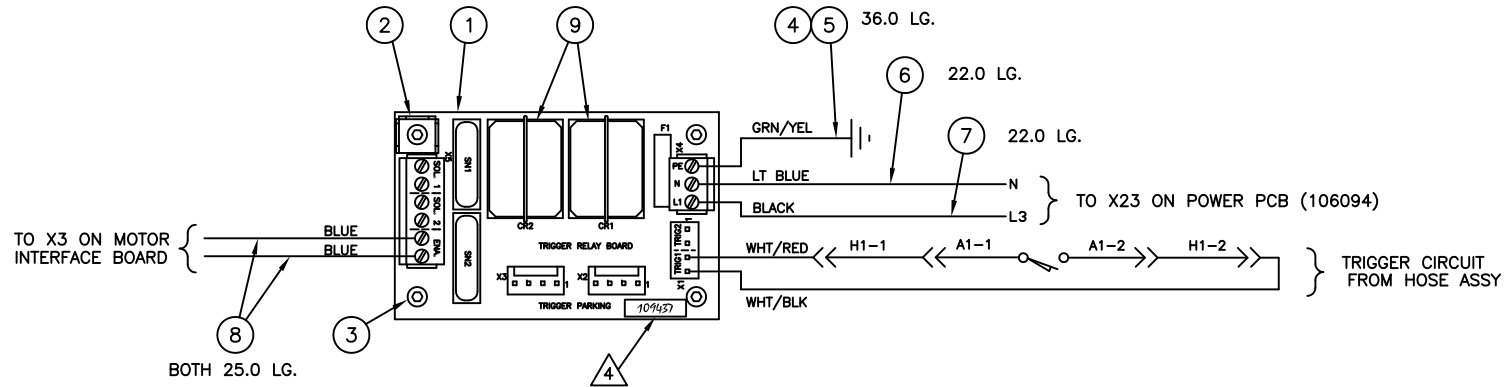 2 1 9 4 5 36.0 LG.
6 22.0 LG.
7 22.0 LG.
GRN/YEL
LT BLUE
BLACK
N
L3
TO X23 ON POWER PCB (106094)
F1
X4
PE
N
L1
X5
SN1
SN2
SOL. 1
SOL. 2
ENA.
CR2
CR1
TRIGGER RELAY BOARD
TO X3 ON MOTOR
INTERFACE BOARD
BLUE
BLUE
1
TRIG2
TRIG1
X1
WHT/RED
H1-1
A1-1
A1-2
H1-2
WHT/BLK
TRIGGER CIRCUIT
FROM HOSE ASSY
X3
1
X2
1
TRIGGER PARKING
109437
3
8
BOTH 25.0 LG.
4